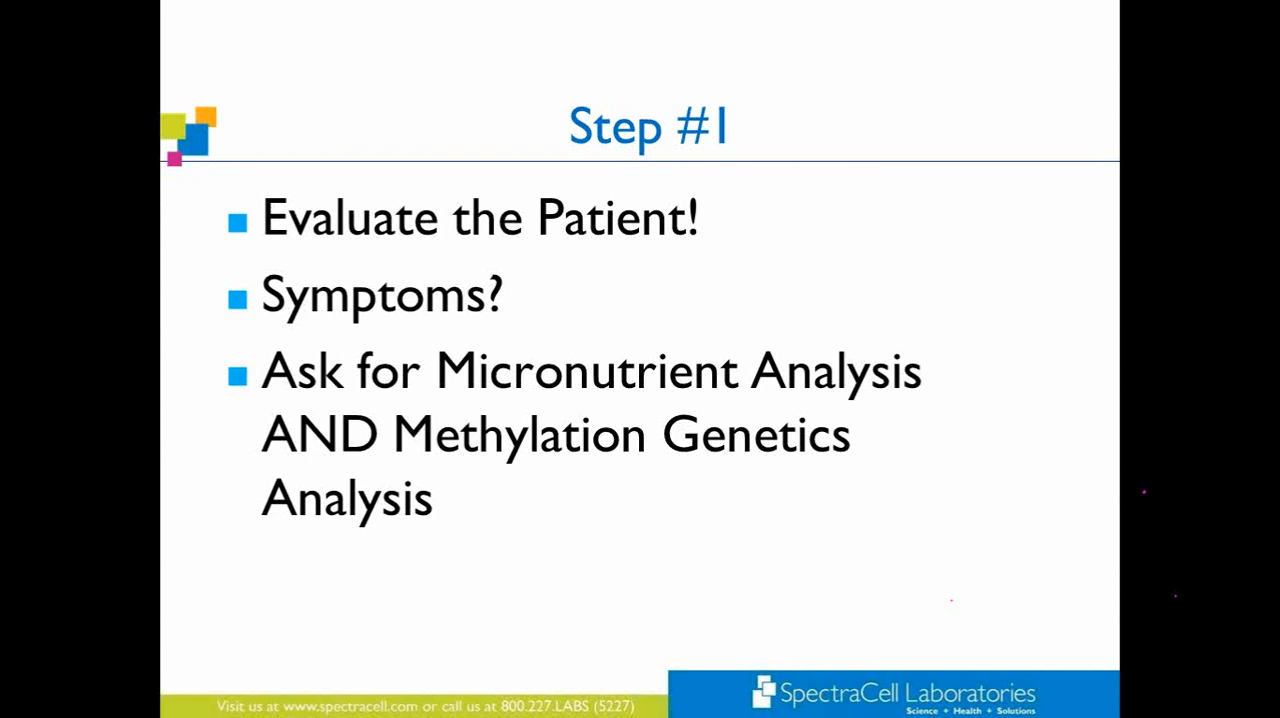 Step #1
Evaluate the Patient!
Symptoms?
Ask for Micronutrient Analysis
AND Methylation Genetics
Analysis
Visit us at www.spectracell.com or call us at 800.227.LABS (5227)
SpectraCell Laboratories
Science + Health + Solutions